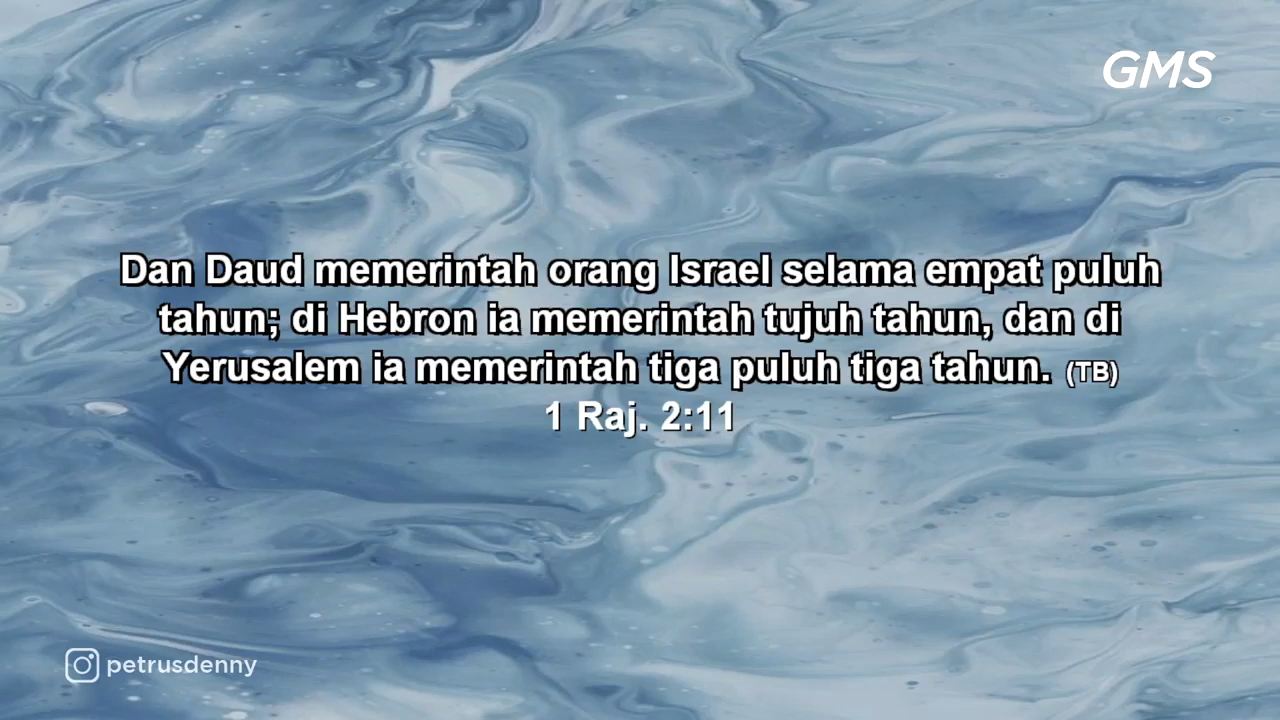 GMS
Dan Daud memerintah orang Israel selama empat puluh
tahun; di Hebron ia memerintah tujuh tahun, dan di
Yerusalem ia memerintah tiga puluh tiga tahun. (TB)
1 Raj. 2:11
petrusdenny